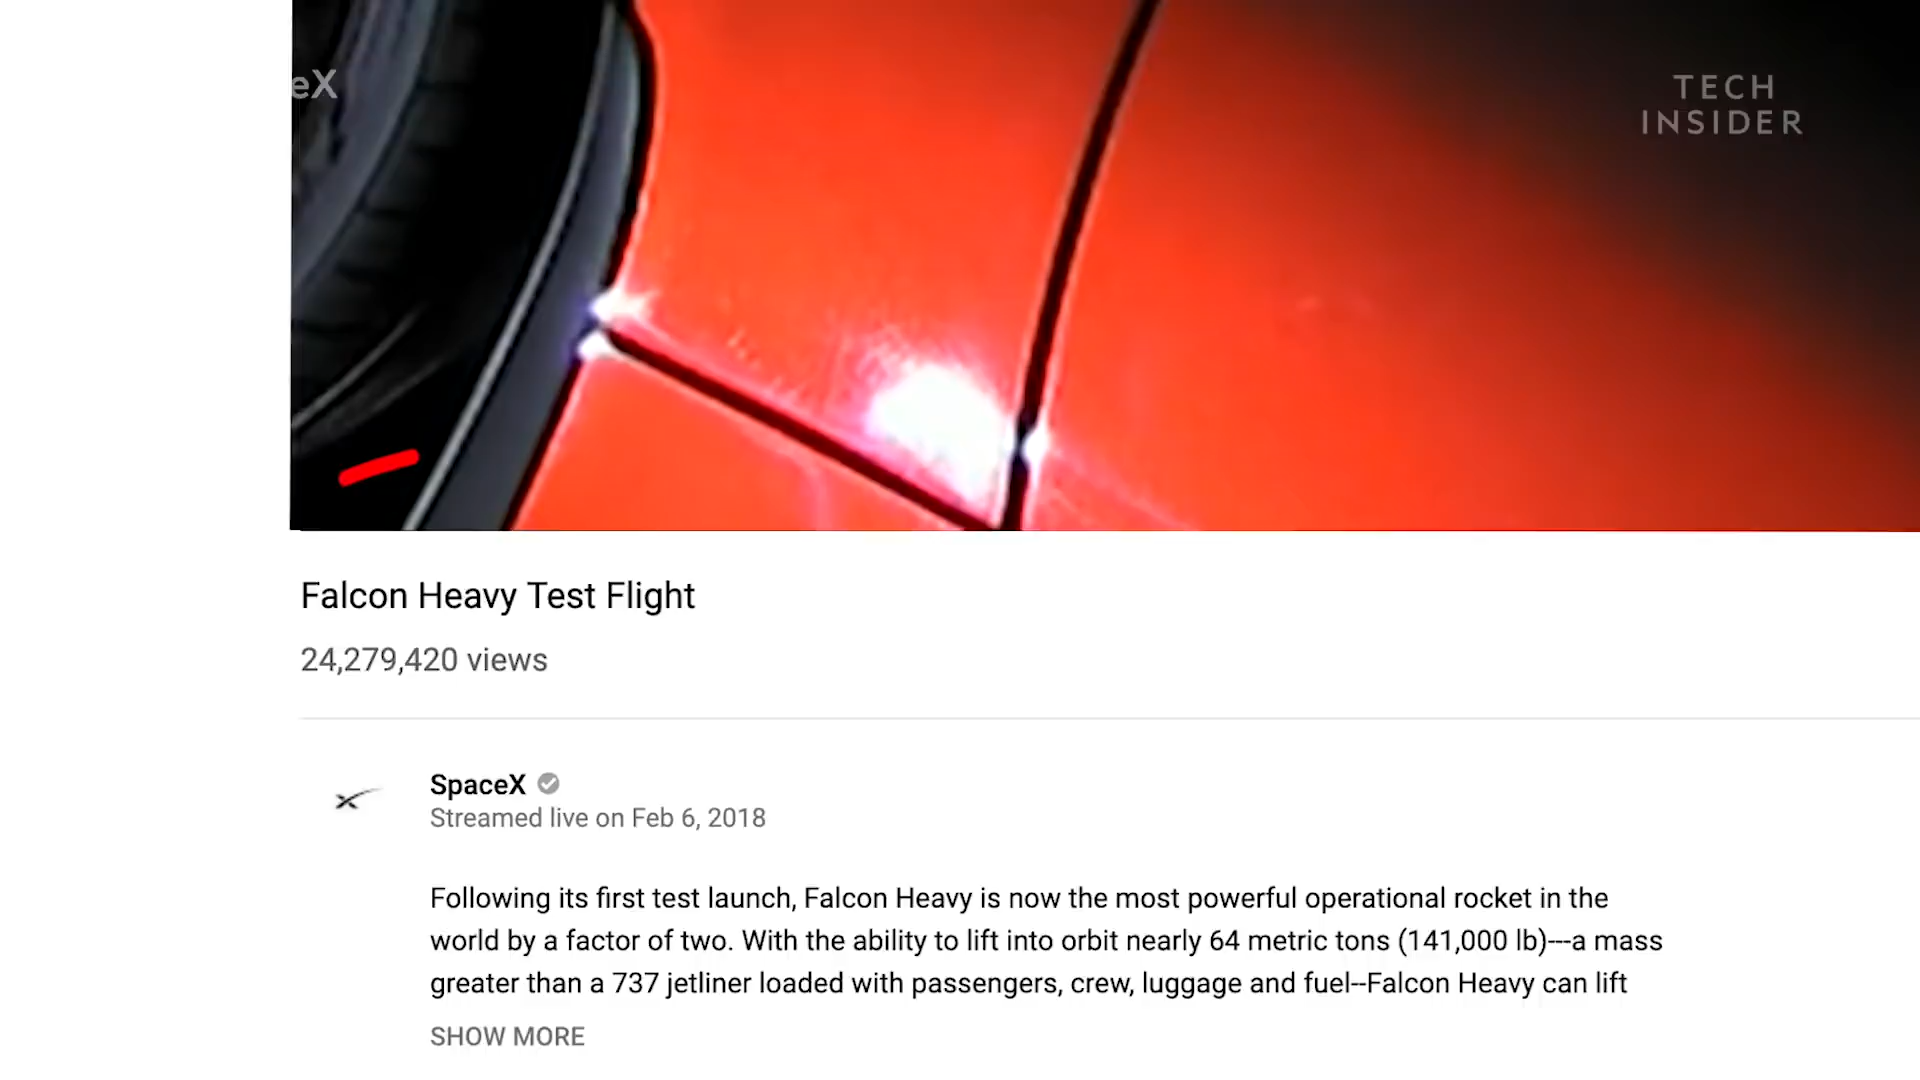 eX
TECH
INSIDER
Falcon Heavy Test Flight
24,279,420 views
SpaceX
Streamed live on Feb 6, 2018
Following its first test launch, Falcon Heavy is now the most powerful operational rocket in the
world by a factor of two. With the ability to lift into orbit nearly 64 metric tons (141,000 lb)---a mass
greater than a 737 jetliner loaded with passengers, crew, luggage and fuel--Falcon Heavy can lift
SHOW MORE